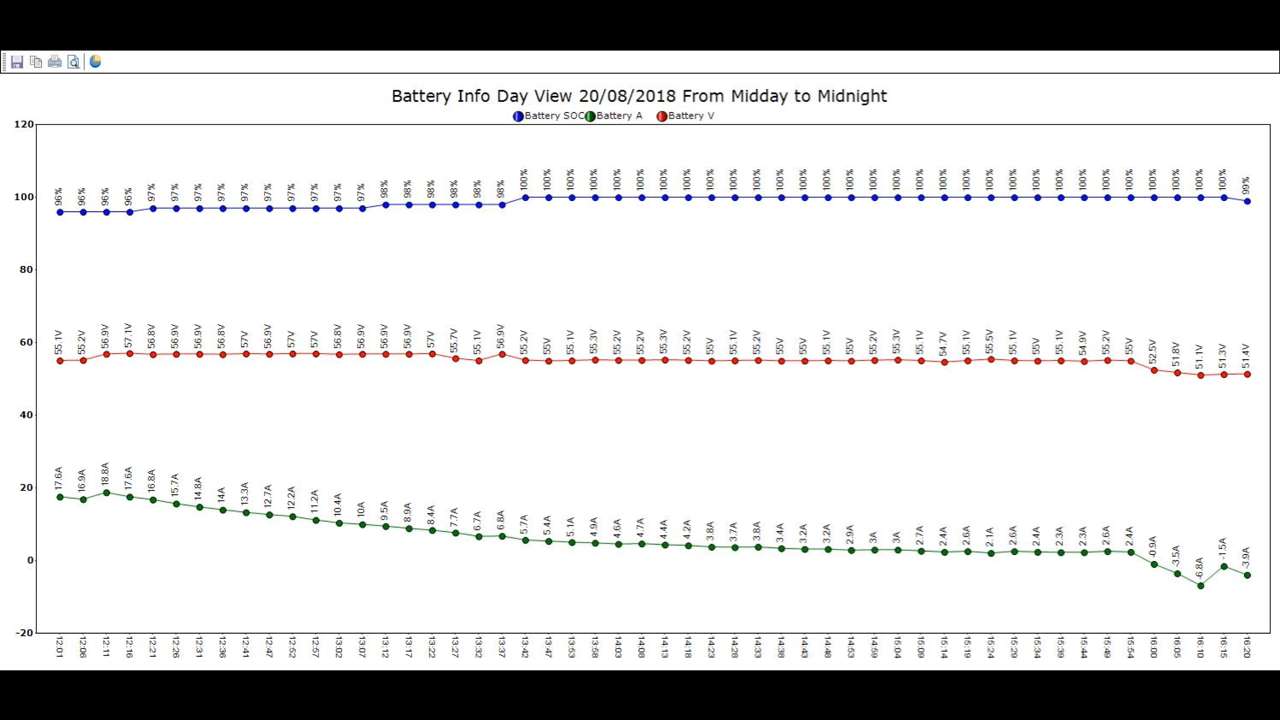 Battery Info Day View 20/08/2018 From Midday to Midnight
Battery SOC Battery A Battery V
120
100
80
60
40
20
0
-20
96% 96% 96% 96% 97% 97% 97% 97% 97% 97% 97% 97% 97% 97% 98% 98% 98% 98% 98% 98% 100% 100% 100% 100% 100% 100% 100% 100% 100% 100% 100% 100% 100% 100% 100% 100% 100% 100% 100% 100% 100% 100% 100% 100% 100% 100% 100% 100% 100% 100% 100% 99%
55.1V 55.2V 56.9V 57.1V 56.8V 56.9V 56.9V 56.8V 57V 56.9V 57V 57V 56.8V 56.9V 56.9V 56.9V 57V 55.7V 55.1V 56.9V 55.2V 55V 55.1V 55.3V 55.2V 55.2V 55.3V 55.2V 55V 55.1V 55.2V 55V 55V 55.1V 55V 55.2V 55.3V 55.1V 54.7V 55.1V 55.5V 55.1V 55V 55.1V 54.9V 55.2V 55V 52.5V 51.8V 51.1V 51.3V 51.4V
17.6A 16.9A 18.8A 17.6A 16.8A 15.7A 14.8A 14A 13.3A 12.7A 12.2A 11.2A 10.4A 10A 9.5A 8.9A 8.4A 7.7A 6.7A 6.8A 5.7A 5.4A 5.1A 4.9A 4.6A 4.7A 4.4A 4.2A 3.8A 3.7A 3.8A 3.4A 3.2A 3.2A 2.9A 3A 3A 2.7A 2.4A 2.6A 2.1A 2.6A 2.4A 2.3A 2.3A 2.6A 2.4A -0.9A -3.5A -6.8A -1.5A -3.9A
12:01 12:06 12:11 12:16 12:21 12:26 12:31 12:36 12:41 12:47 12:52 12:57 13:02 13:07 13:12 13:17 13:22 13:27 13:32 13:37 13:42 13:48 13:53 13:58 14:03 14:08 14:13 14:18 14:23 14:28 14:33 14:38 14:43 14:48 14:53 14:59 15:04 15:09 15:14 15:19 15:24 15:29 15:34 15:39 15:44 15:49 15:54 16:00 16:05 16:10 16:15 16:20